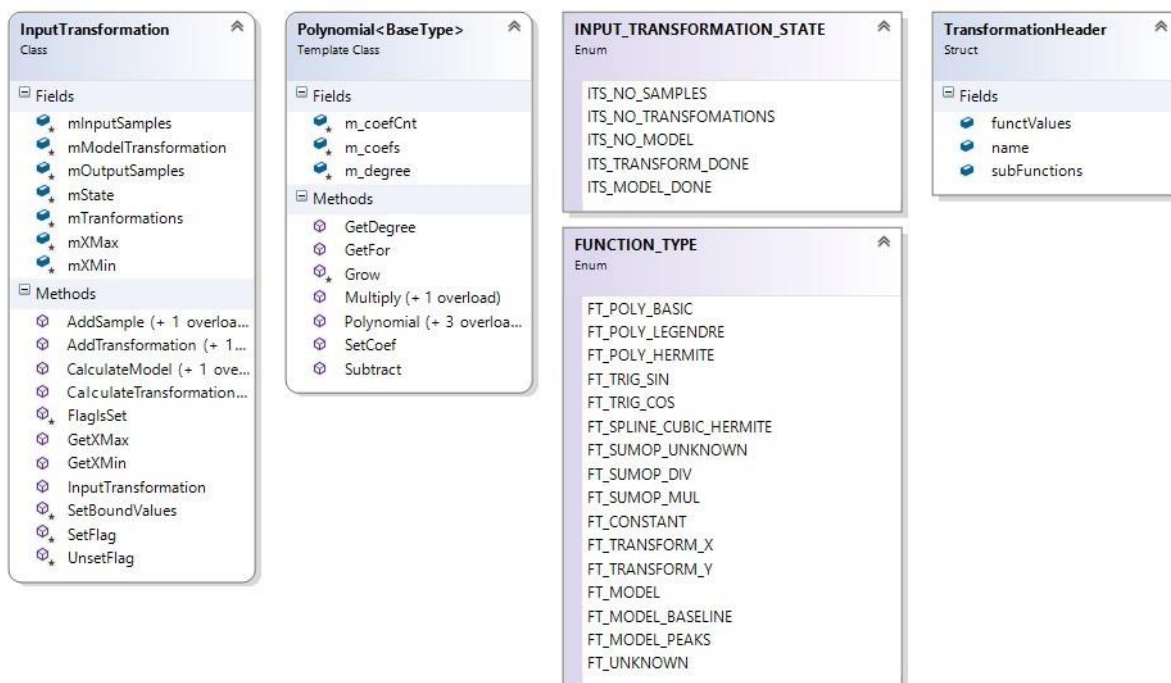 InputTransformation
Class
Fields
mInputSamples
mModelTransformation
mOutputSamples
mState
mTranformations
mXMax
mXMin
Methods
AddSample (+ 1 overloa...
AddTransformation (+ 1...
CalculateModel (+ 1 ove...
CalculateTransformation...
FlagIsSet
GetXMax
GetXMin
InputTransformation
SetBoundValues
SetFlag
UnsetFlag
Polynomial<BaseType>
Template Class
Fields
m_coefCnt
m_coefs
m_degree
Methods
GetDegree
GetFor
Grow
Multiply (+ 1 overload)
Polynomial (+ 3 overloa...
SetCoef
Subtract
INPUT_TRANSFORMATION_STATE
Enum
ITS_NO_SAMPLES
ITS_NO_TRANSFOMATIONS
ITS_NO_MODEL
ITS_TRANSFORM_DONE
ITS_MODEL_DONE
FUNCTION_TYPE
Enum
FT_POLY_BASIC
FT_POLY_LEGENDRE
FT_POLY_HERMITE
FT_TRIG_SIN
FT_TRIG_COS
FT_SPLINE_CUBIC_HERMITE
FT_SUMOP_UNKNOWN
FT_SUMOP_DIV
FT_SUMOP_MUL
FT_CONSTANT
FT_TRANSFORM_X
FT_TRANSFORM_Y
FT_MODEL
FT_MODEL_BASELINE
FT_MODEL_PEAKS
FT_UNKNOWN
TransformationHeader
Struct
Fields
functValues
name
subFunctions